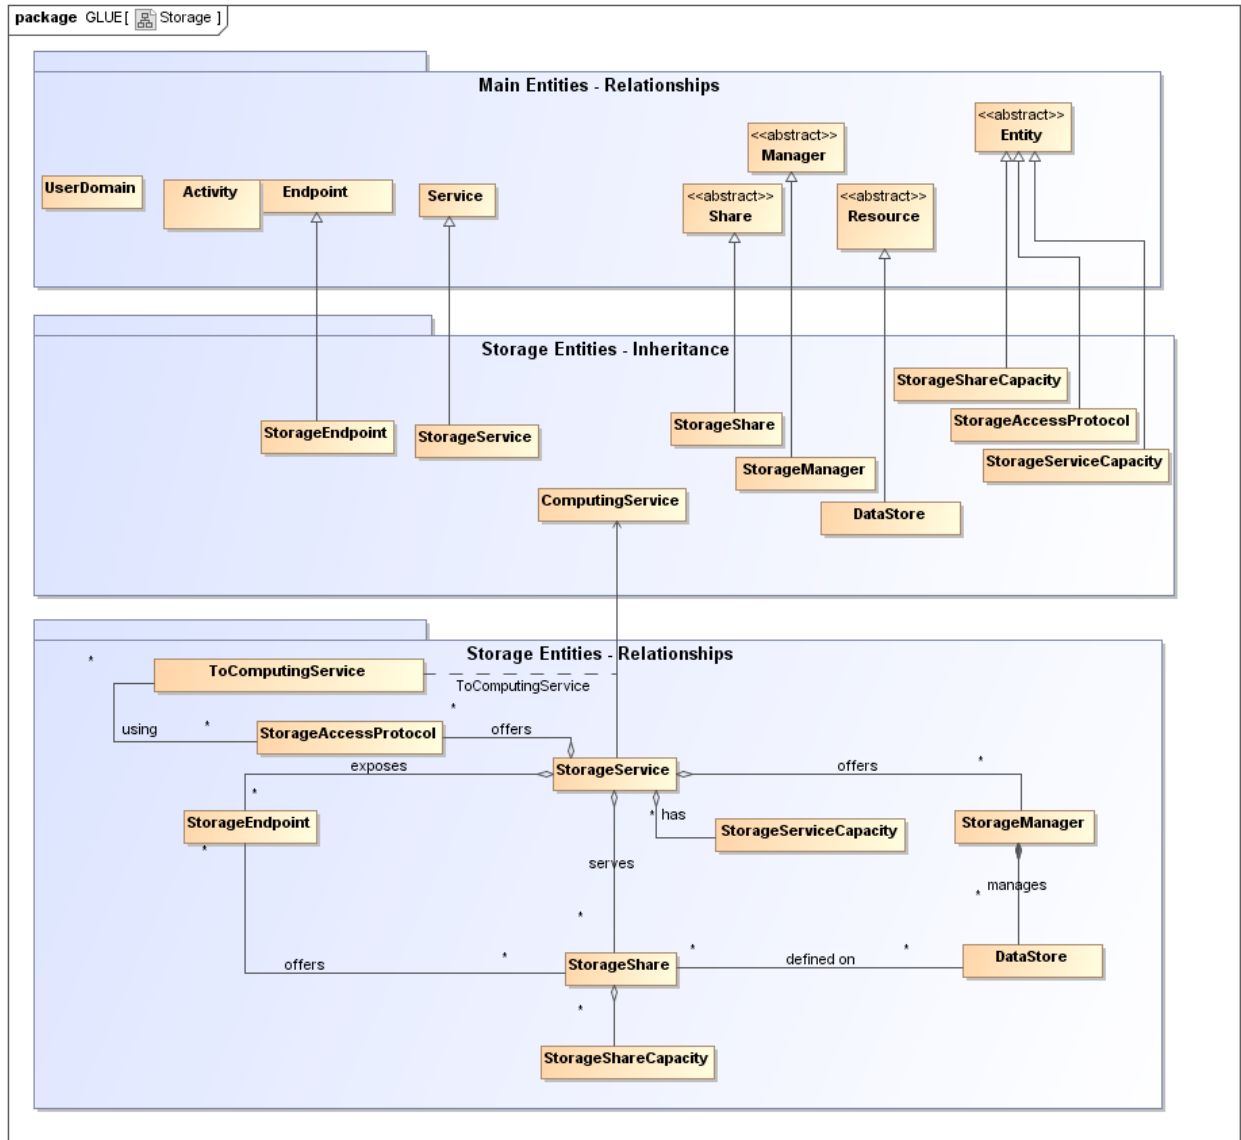 package GLUE[ Storage ]
Main Entities - Relationships
<<abstract>>
Entity
<<abstract>>
Manager
UserDomain
Activity
Endpoint
Service
<<abstract>>
Share
<<abstract>>
Resource
Storage Entities - Inheritance
StorageShareCapacity
StorageAccessProtocol
StorageServiceCapacity
StorageEndpoint
StorageService
StorageShare
StorageManager
ComputingService
DataStore
Storage Entities - Relationships
*
ToComputingService
ToComputingService
*
using
*
StorageAccessProtocol
offers
exposes
StorageService
offers
*
*
StorageEndpoint
*
* has
StorageServiceCapacity
StorageManager
serves
manages
*
*
offers
*
StorageShare
*
defined on
*
DataStore
*
StorageShareCapacity